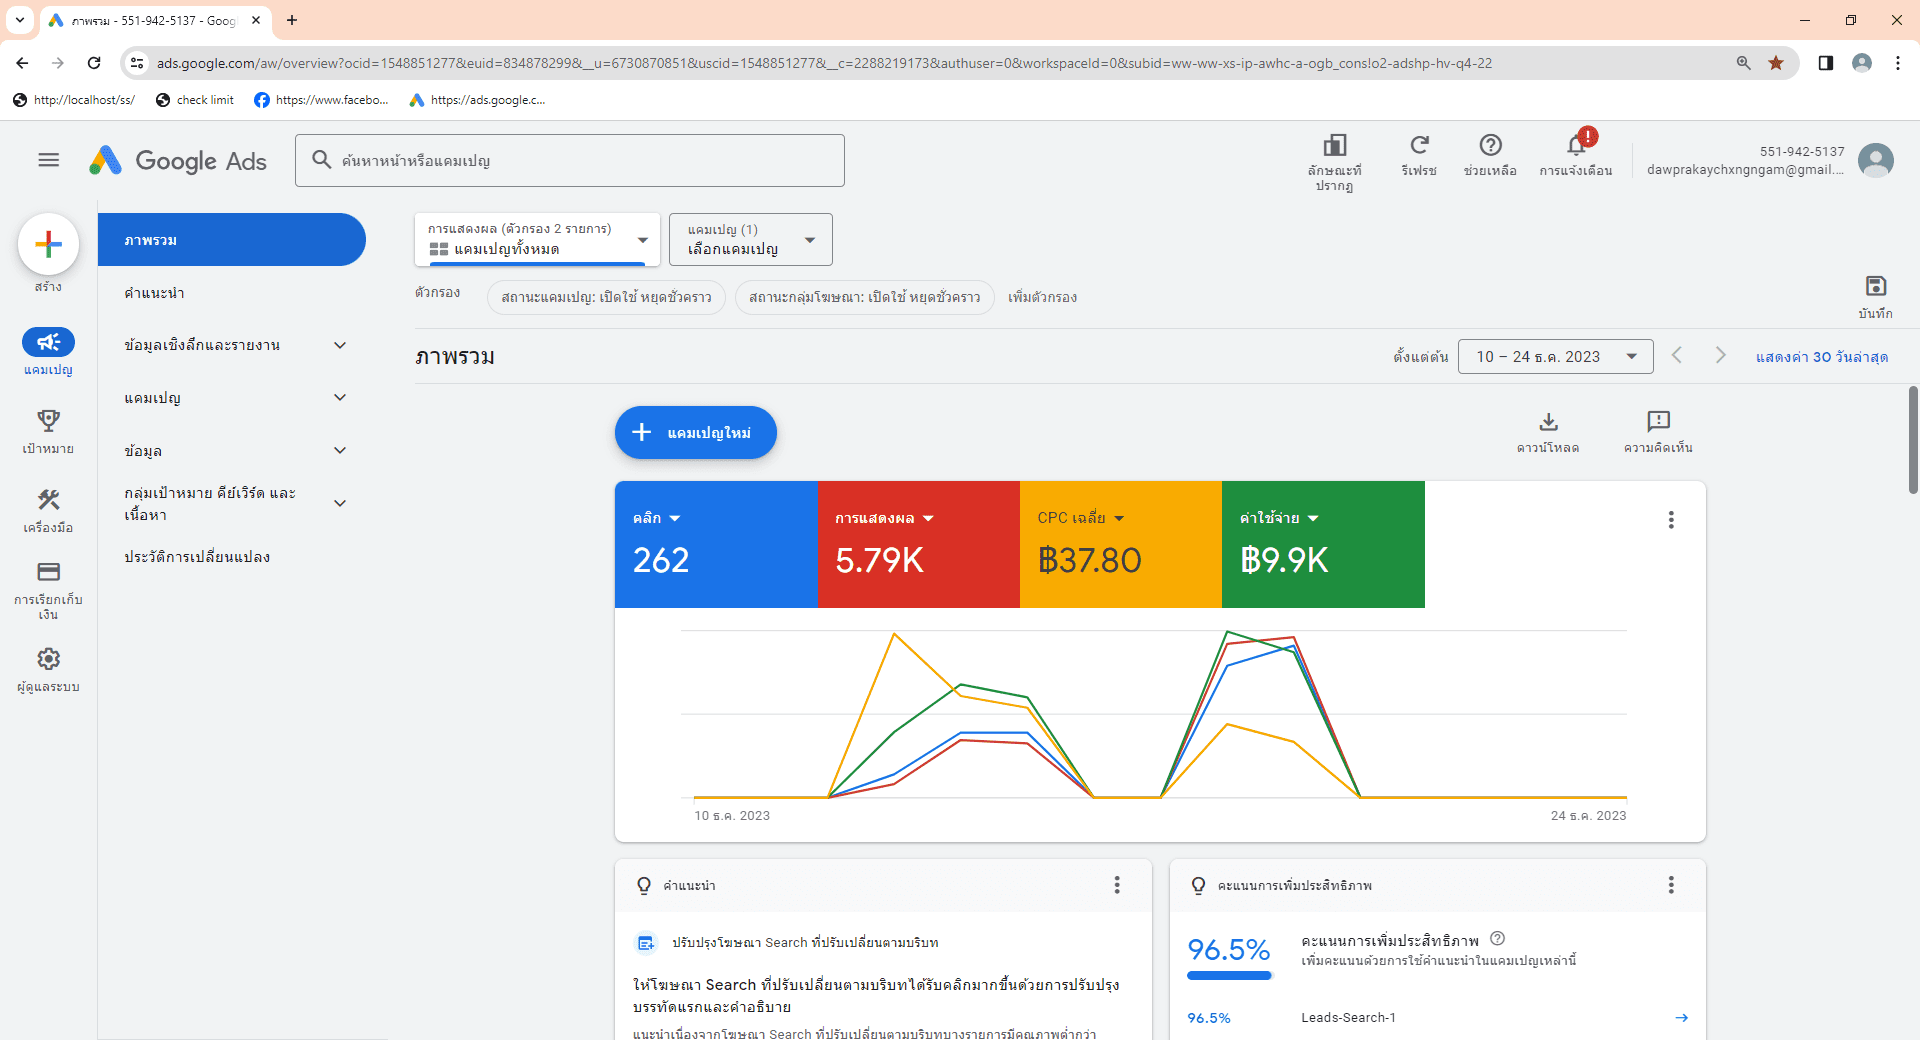 ภาพรวม - 551-942-5137 - Goog
ads.google.com/aw/overview?ocid=1548851277&euid=834878299&__u=6730870851&uscid=1548851277&__c=2288219173&authuser=0&workspaceId=0&subid=ww-ww-xs-ip-awhc-a-ogb_cons!o2-adshp-hv-q4-22
http://localhost/ss/ check limit https://www.facebo... https://ads.google.c...
Google Ads
ค้นหาหน้าหรือแคมเปญ
ลักษณะที่ปรากฏ
รีเฟรช
ช่วยเหลือ
การแจ้งเตือน
551-942-5137
dawprakaychxngngam@gmail....
สร้าง
แคมเปญ
เป้าหมาย
เครื่องมือ
การเรียกเก็บ
เงิน
ผู้ดูแลระบบ
ภาพรวม
คำแนะนำ
ข้อมูลเชิงลึกและรายงาน
แคมเปญ
ข้อมูล
กลุ่มเป้าหมาย คีย์เวิร์ด และ
เนื้อหา
ประวัติการเปลี่ยนแปลง
การแสดงผล (ตัวกรอง 2 รายการ)
แคมเปญทั้งหมด
แคมเปญ (1)
เลือกแคมเปญ
ตัวกรอง
สถานะแคมเปญ: เปิดใช้ หยุดชั่วคราว
สถานะกลุ่มโฆษณา: เปิดใช้ หยุดชั่วคราว
เพิ่มตัวกรอง
บันทึก
ภาพรวม
ตั้งแต่ต้น
10 – 24 ธ.ค. 2023
แสดงค่า 30 วันล่าสุด
แคมเปญใหม่
ดาวน์โหลด
ความคิดเห็น
คลิก
262
การแสดงผล
5.79K
CPC เฉลี่ย
฿37.80
ค่าใช้จ่าย
฿9.9K
10 ธ.ค. 2023
24 ธ.ค. 2023
คำแนะนำ
ปรับปรุงโฆษณา Search ที่ปรับเปลี่ยนตามบริบท
ให้โฆษณา Search ที่ปรับเปลี่ยนตามบริบทได้รับคลิกมากขึ้นด้วยการปรับปรุง
บรรทัดแรกและคำอธิบาย
แนะนำเนื่องจากโฆษณา Search ที่ปรับเปลี่ยนตามบริบทบางรายการมีคุณภาพต่ำกว่า
คะแนนการเพิ่มประสิทธิภาพ
96.5%
คะแนนการเพิ่มประสิทธิภาพ
เพิ่มคะแนนด้วยการใช้คำแนะนำในแคมเปญเหล่านี้
96.5%
Leads-Search-1